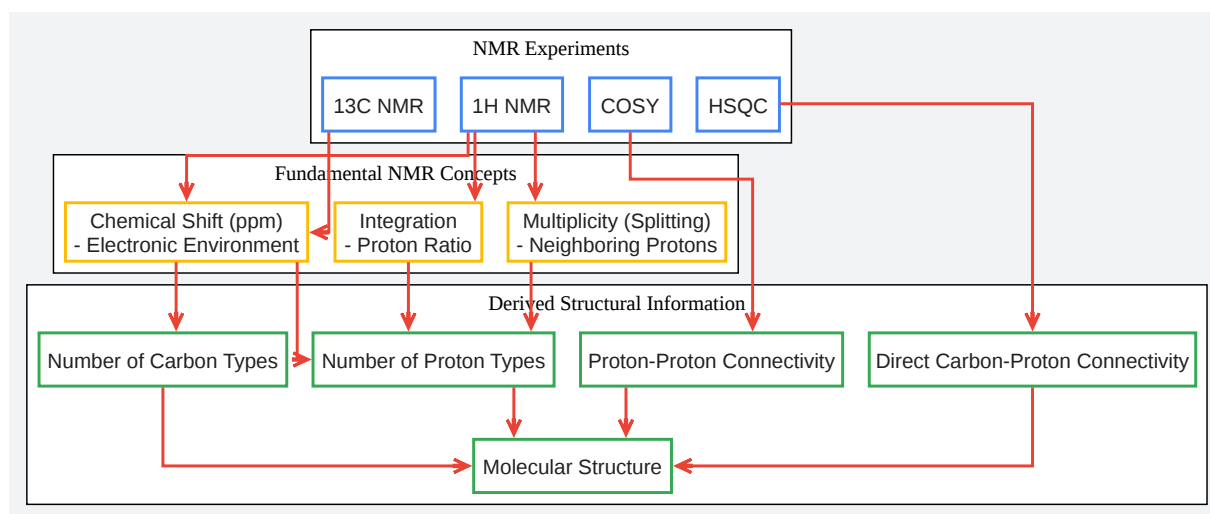 NMR Experiments
13C NMR
1H NMR
COSY
HSQC
Fundamental NMR Concepts
Chemical Shift (ppm)
- Electronic Environment
Integration
- Proton Ratio
Multiplicity (Splitting)
- Neighboring Protons
Derived Structural Information
Number of Carbon Types
Number of Proton Types
Proton-Proton Connectivity
Direct Carbon-Proton Connectivity
Molecular Structure